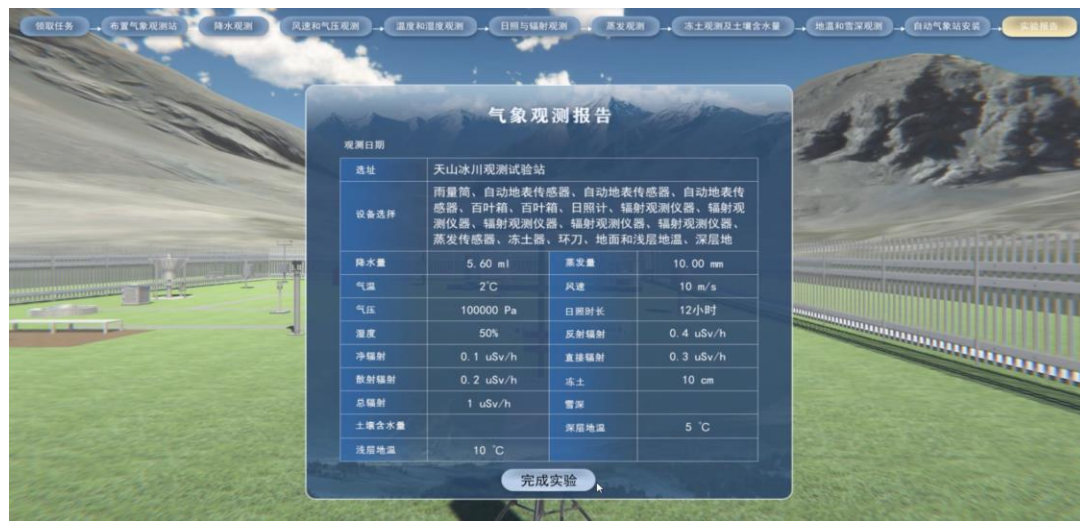 领取任务 布置气象观测站 降水观测 风速和气压观测 温度和湿度观测 日照与辐射观测 蒸发观测 冻土观测及土壤含水量 地温和雪深观测 自动气象站安装 实验报告
气象观测报告
观测日期
选址 天山冰川观测试验站
设备选择 雨量筒、自动地表传感器、自动地表传感器、自动地表传
感器、百叶箱、百叶箱、日照计、辐射观测仪器、辐射观
测仪器、辐射观测仪器、辐射观测仪器、辐射观测仪器、
蒸发传感器、冻土器、环刀、地面和浅层地温、深层地
降水量 5.60 ml 蒸发量 10.00 mm
气温 2℃ 风速 10 m/s
气压 100000 Pa 日照时长 12小时
湿度 50% 反射辐射 0.4 uSv/h
净辐射 0.1 uSv/h 直接辐射 0.3 uSv/h
散射辐射 0.2 uSv/h 冻土 10 cm
总辐射 1 uSv/h 雪深
土壤含水量 深层地温 5 ℃
浅层地温 10 ℃
完成实验